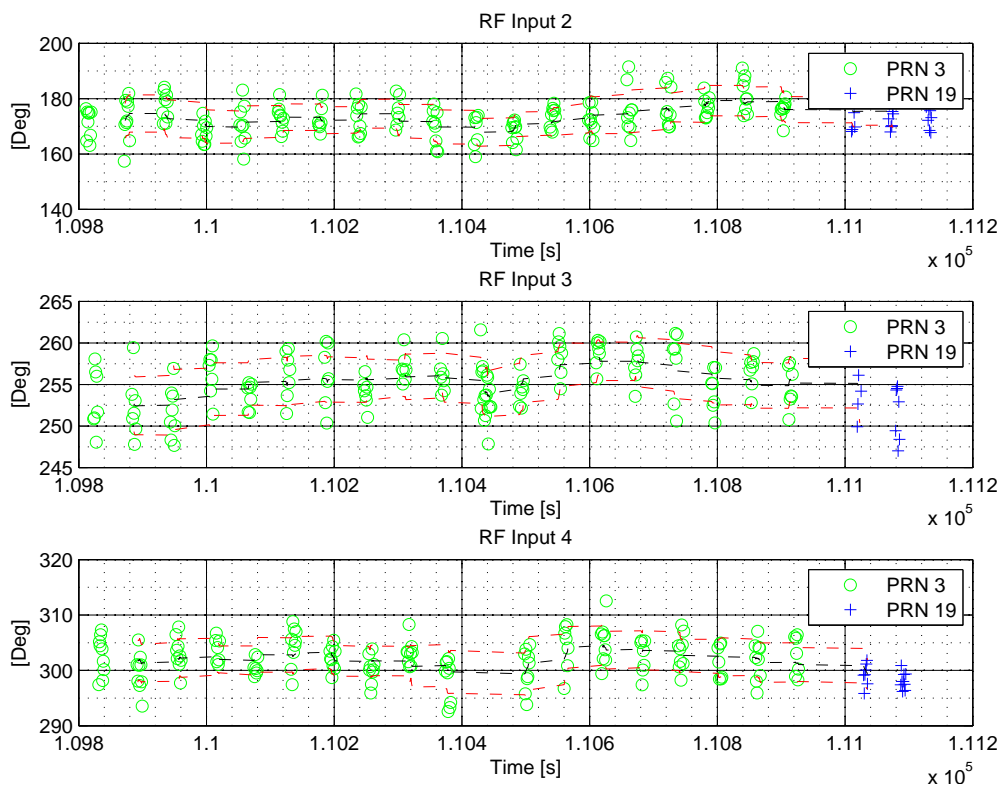 RF Input 2
200
180
160
140
[Deg]
PRN 3
PRN 19
1.098 1.1 1.102 1.104 1.106 1.108 1.11 1.112
Time [s]
x 10^5
RF Input 3
265
260
255
250
245
[Deg]
PRN 3
PRN 19
1.098 1.1 1.102 1.104 1.106 1.108 1.11 1.112
Time [s]
x 10^5
RF Input 4
320
310
300
290
[Deg]
PRN 3
PRN 19
1.098 1.1 1.102 1.104 1.106 1.108 1.11 1.112
Time [s]
x 10^5